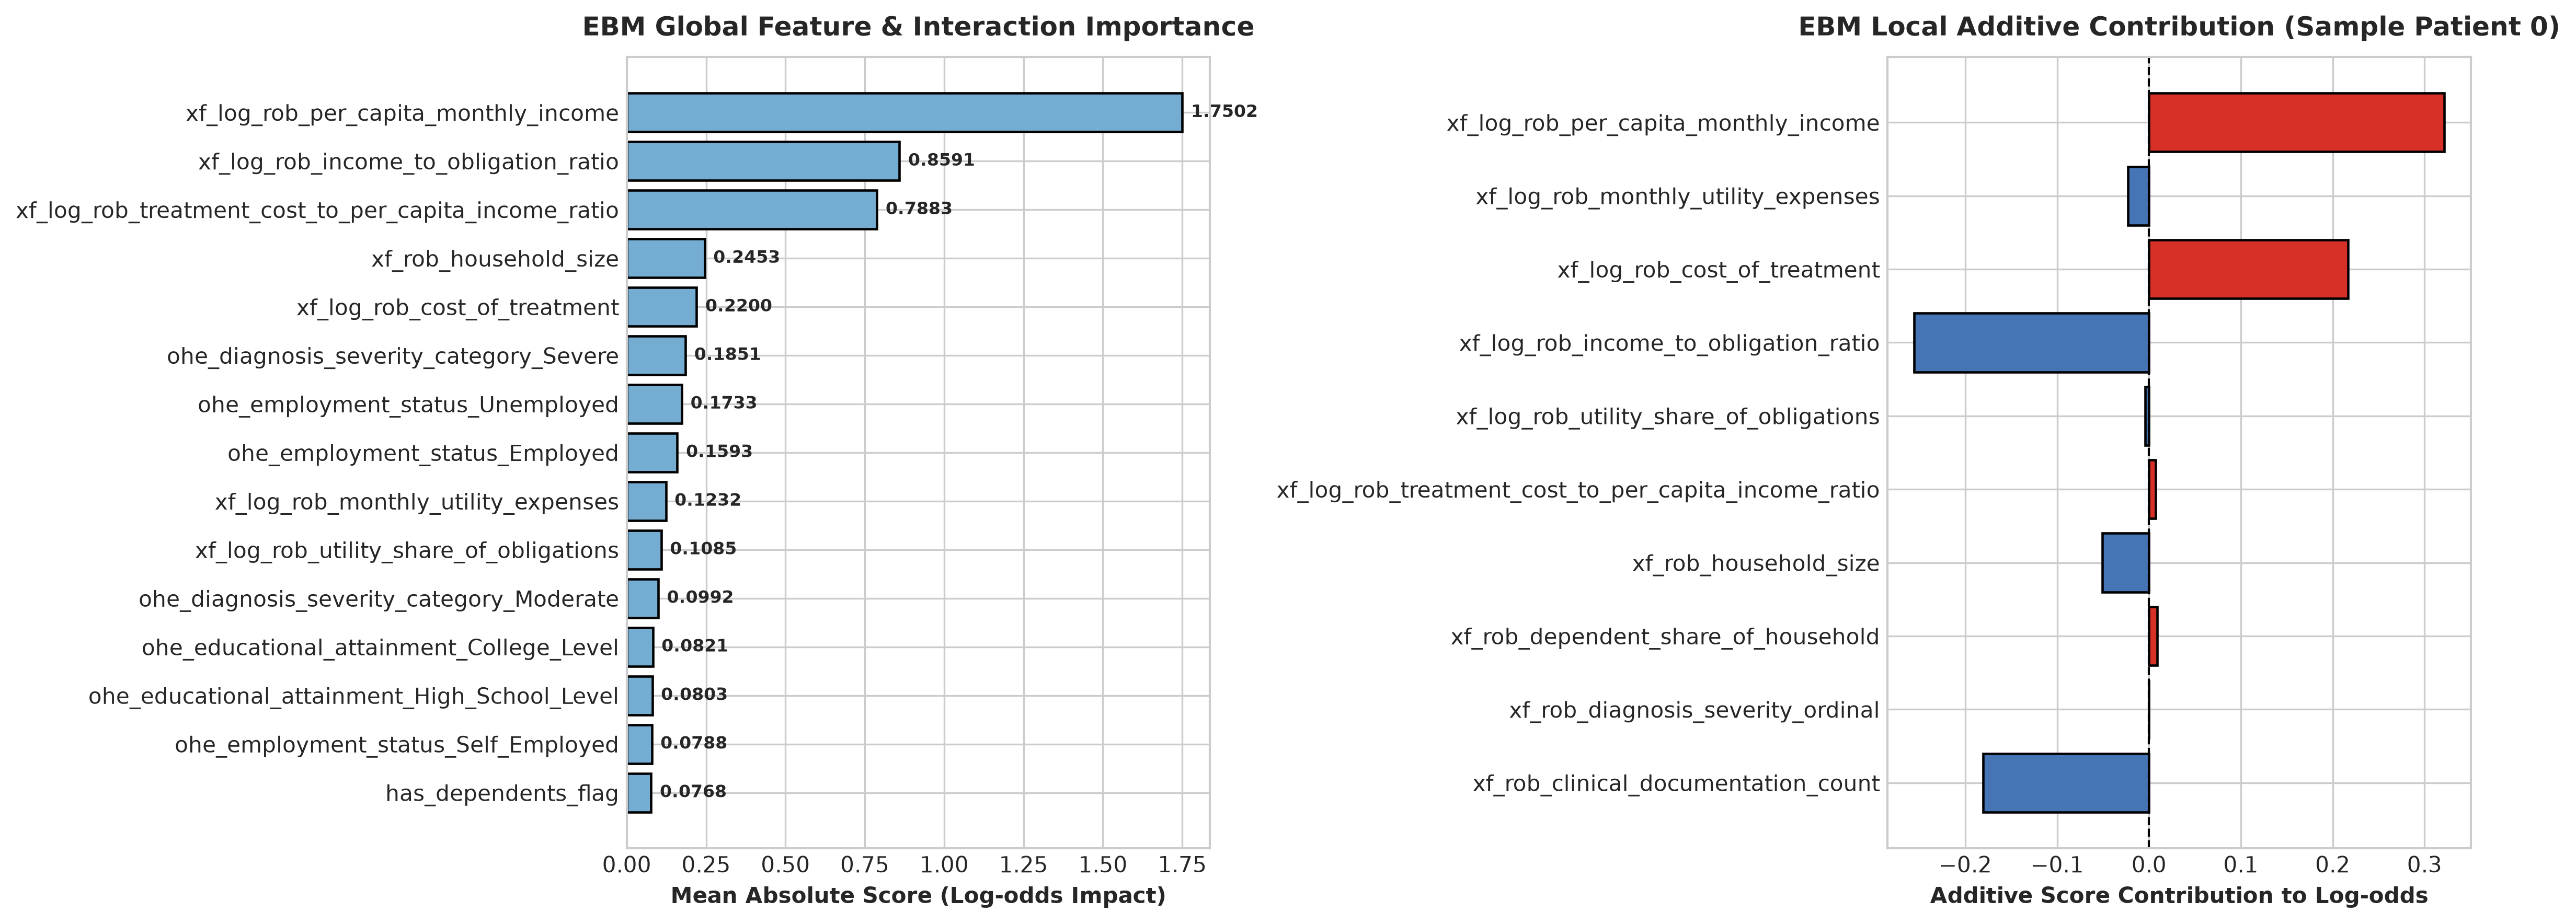 EBM Global Feature & Interaction Importance
xf_log_rob_per_capita_monthly_income
1.7502
xf_log_rob_income_to_obligation_ratio
0.8591
xf_log_rob_treatment_cost_to_per_capita_income_ratio
0.7883
xf_rob_household_size
0.2453
xf_log_rob_cost_of_treatment
0.2200
ohe_diagnosis_severity_category_Severe
0.1851
ohe_employment_status_Unemployed
0.1733
ohe_employment_status_Employed
0.1593
xf_log_rob_monthly_utility_expenses
0.1232
xf_log_rob_utility_share_of_obligations
0.1085
ohe_diagnosis_severity_category_Moderate
0.0992
ohe_educational_attainment_College_Level
0.0821
ohe_educational_attainment_High_School_Level
0.0803
ohe_employment_status_Self_Employed
0.0788
has_dependents_flag
0.0768
0.00 0.25 0.50 0.75 1.00 1.25 1.50 1.75
Mean Absolute Score (Log-odds Impact)
EBM Local Additive Contribution (Sample Patient 0)
xf_log_rob_per_capita_monthly_income
xf_log_rob_monthly_utility_expenses
xf_log_rob_cost_of_treatment
xf_log_rob_income_to_obligation_ratio
xf_log_rob_utility_share_of_obligations
xf_log_rob_treatment_cost_to_per_capita_income_ratio
xf_rob_household_size
xf_rob_dependent_share_of_household
xf_rob_diagnosis_severity_ordinal
xf_rob_clinical_documentation_count
−0.2 −0.1 0.0 0.1 0.2 0.3
Additive Score Contribution to Log-odds